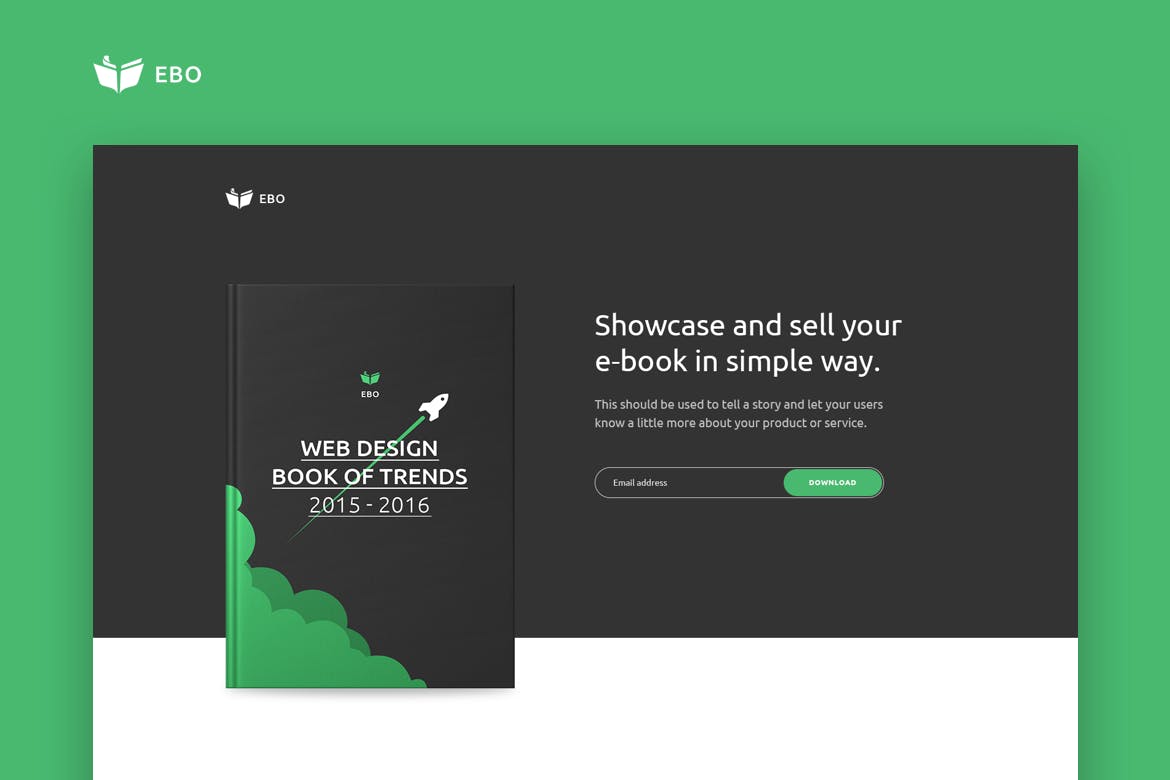 EBO
EBO
EBO
WEB DESIGN
BOOK OF TRENDS
2015 - 2016
Showcase and sell your
e-book in simple way.
This should be used to tell a story and let your users
know a little more about your product or service.
Email address
DOWNLOAD